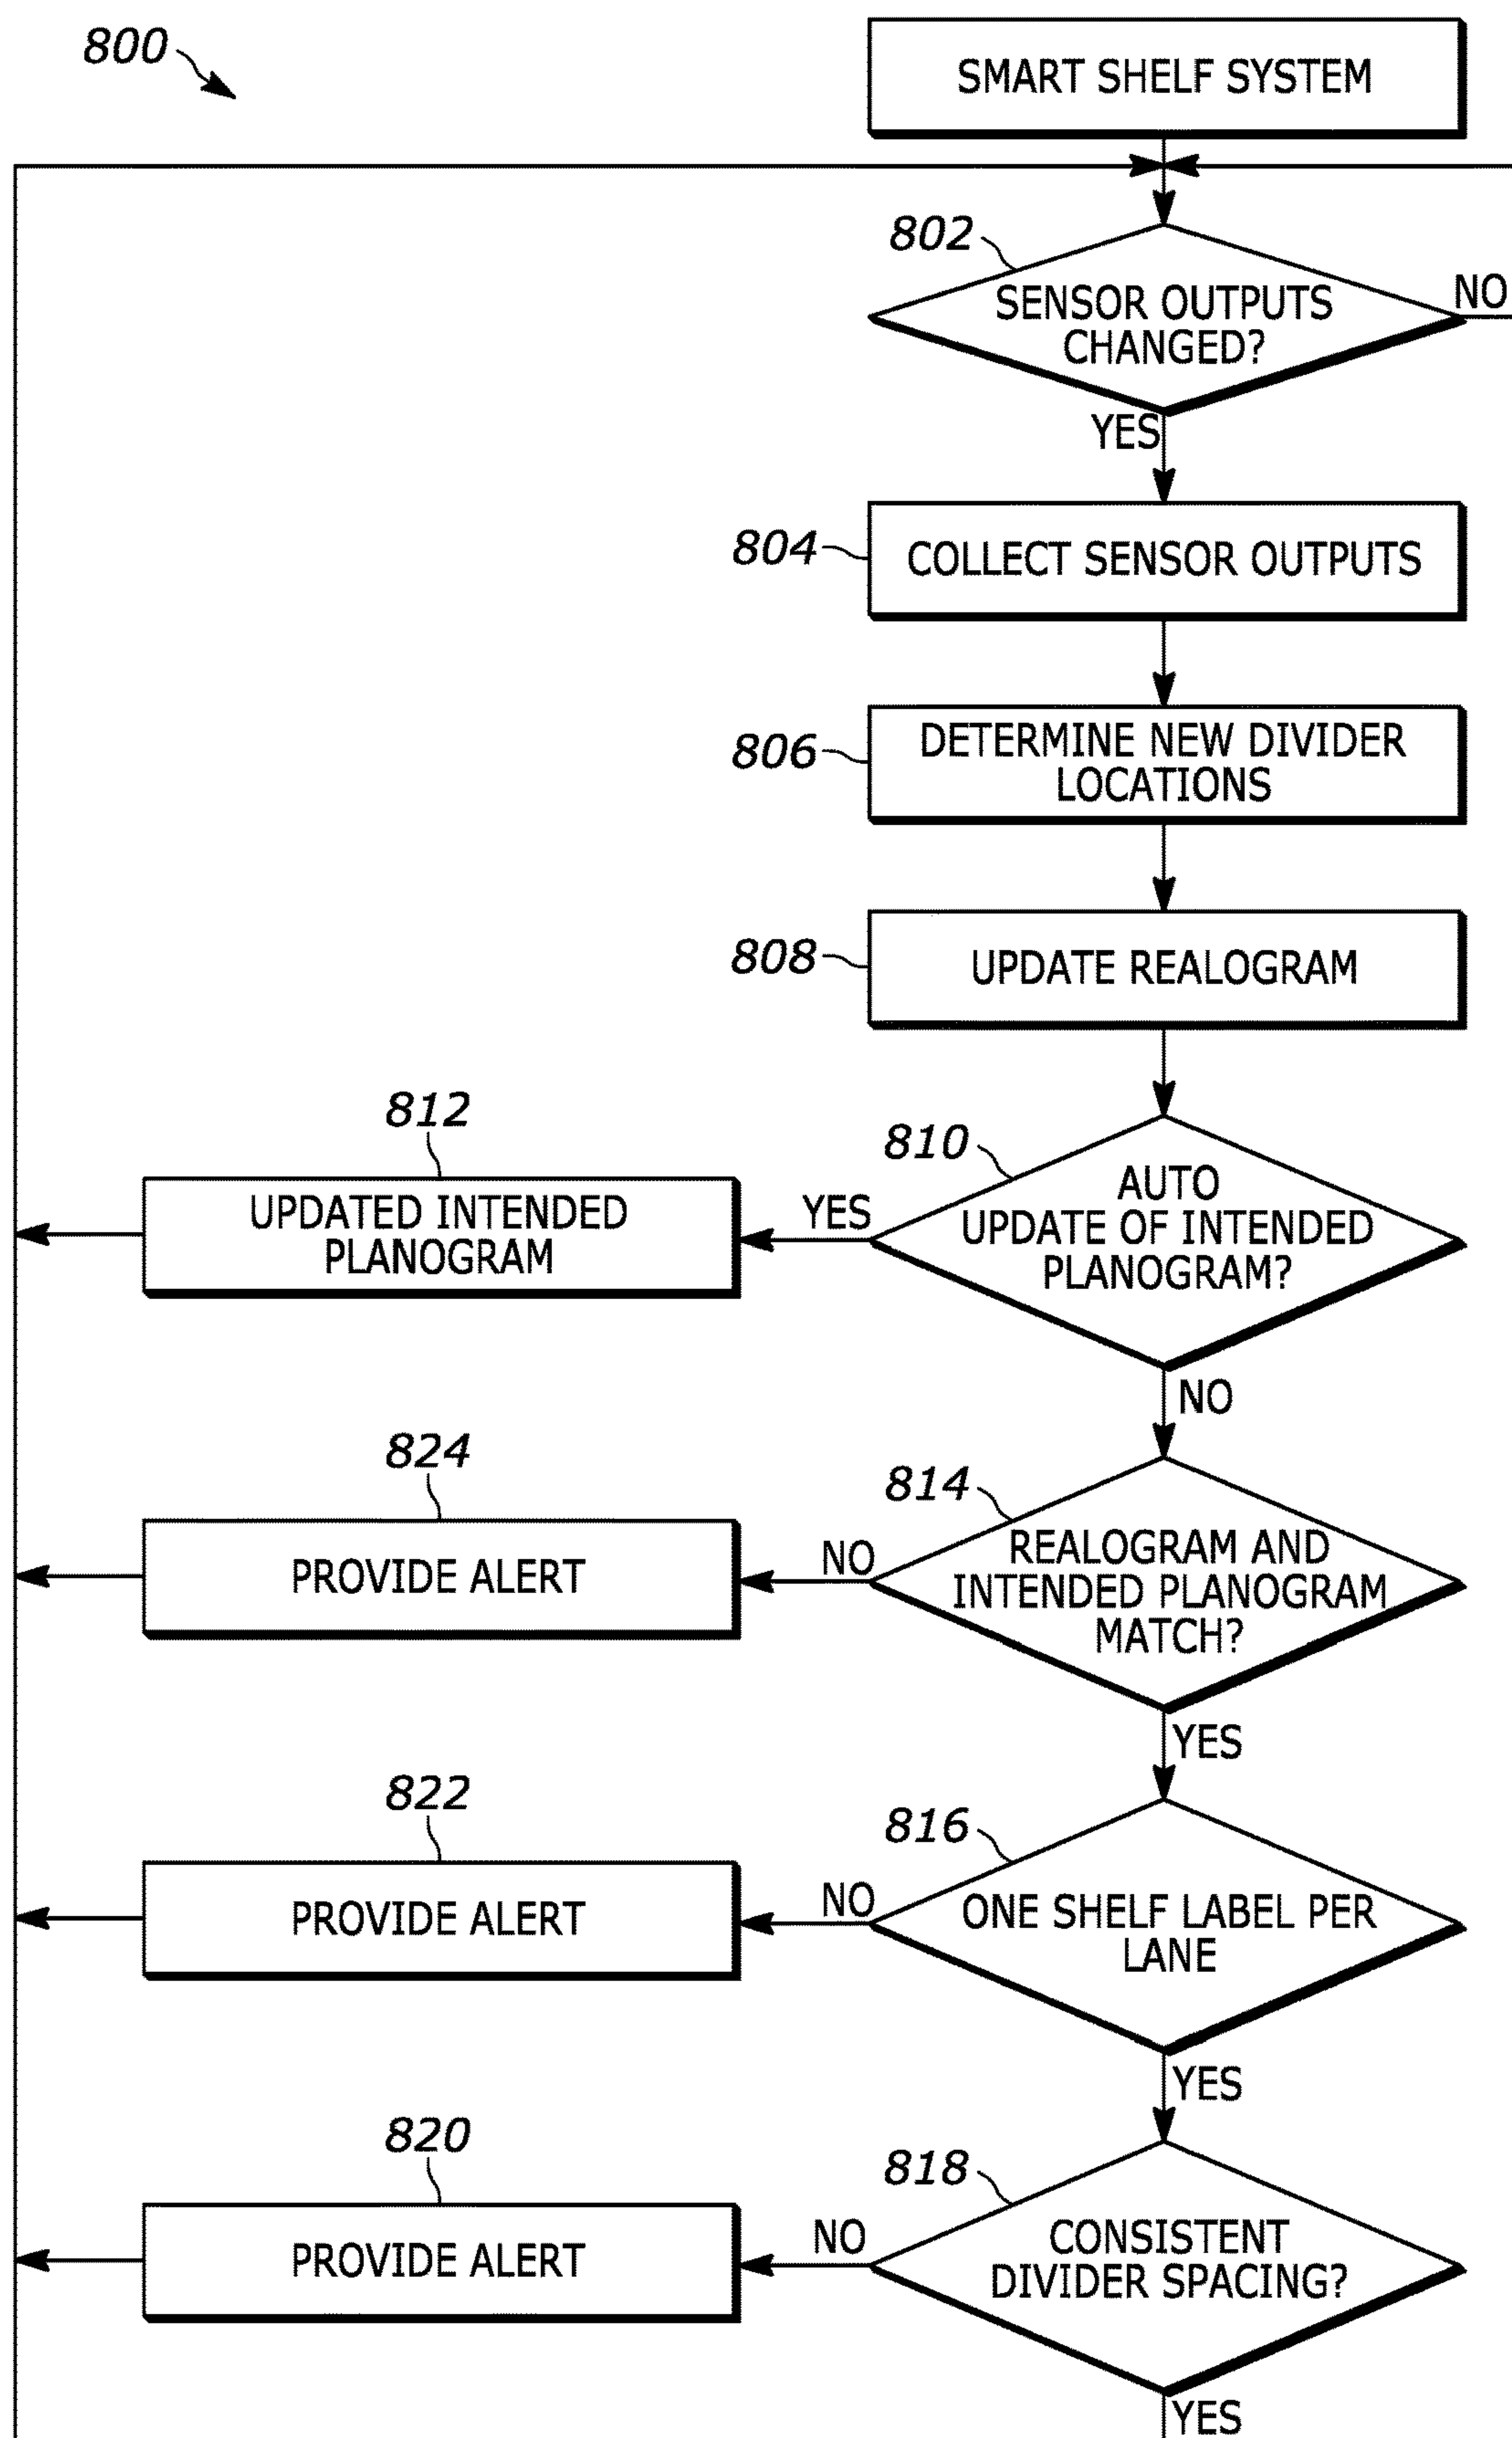 800
SMART SHELF SYSTEM
802
SENSOR OUTPUTS
CHANGED?
NO
YES
804
COLLECT SENSOR OUTPUTS
806
DETERMINE NEW DIVIDER
LOCATIONS
808
UPDATE REALOGRAM
810
AUTO
UPDATE OF INTENDED
PLANOGRAM?
YES
812
UPDATED INTENDED
PLANOGRAM
NO
814
REALOGRAM AND
INTENDED PLANOGRAM
MATCH?
NO
824
PROVIDE ALERT
YES
816
ONE SHELF LABEL PER
LANE
NO
822
PROVIDE ALERT
YES
818
CONSISTENT
DIVIDER SPACING?
NO
820
PROVIDE ALERT
YES